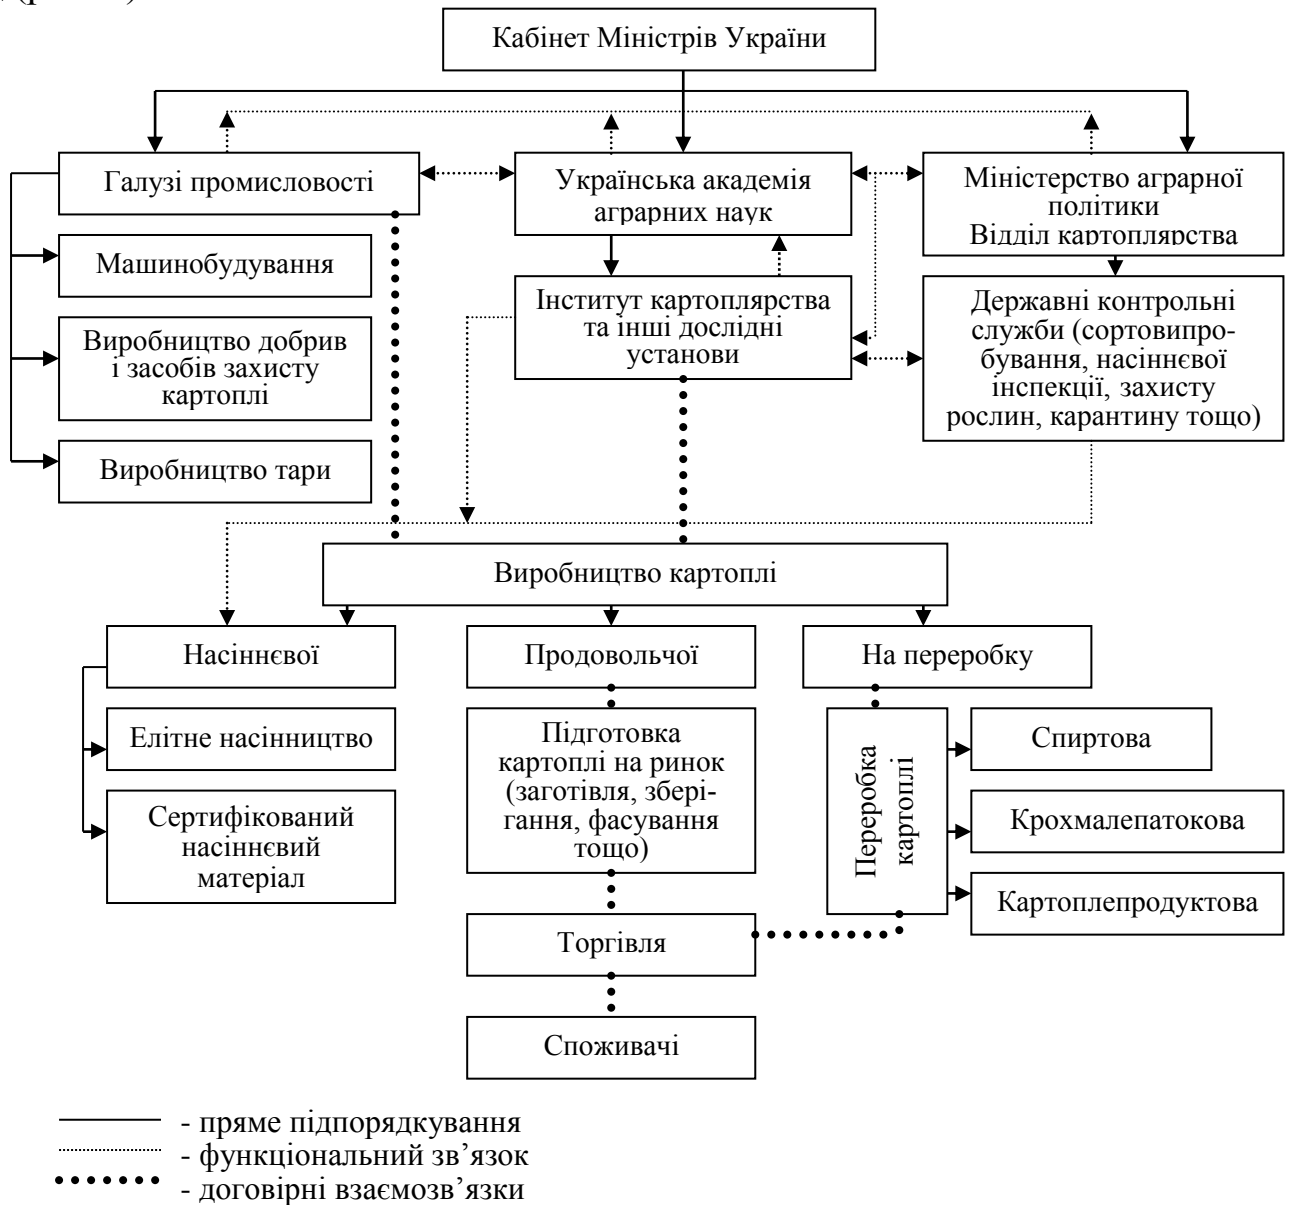 Кабінет Міністрів України
Галузі промисловості
Українська академія
аграрних наук
Міністерство аграрної
політики
Відділ картоплярства
Машинобудування
Інститут картоплярства
та інші дослідні
установи
Державні контрольні
служби (сортовипро-
бування, насіннєвої
інспекції, захисту
рослин, карантину тощо)
Виробництво добрив
і засобів захисту
картоплі
Виробництво тари
Виробництво картоплі
Насіннєвої
Продовольчої
На переробку
Елітне насінництво
Сертифікований
насіннєвий
матеріал
Підготовка
картоплі на ринок
(заготівля, збері-
гання, фасування
тощо)
Переробка
картоплі
Спиртова
Крохмалепатокова
Картоплепродуктова
Торгівля
Споживачі
- пряме підпорядкування
- функціональний зв’язок
- договірні взаємозв’язки